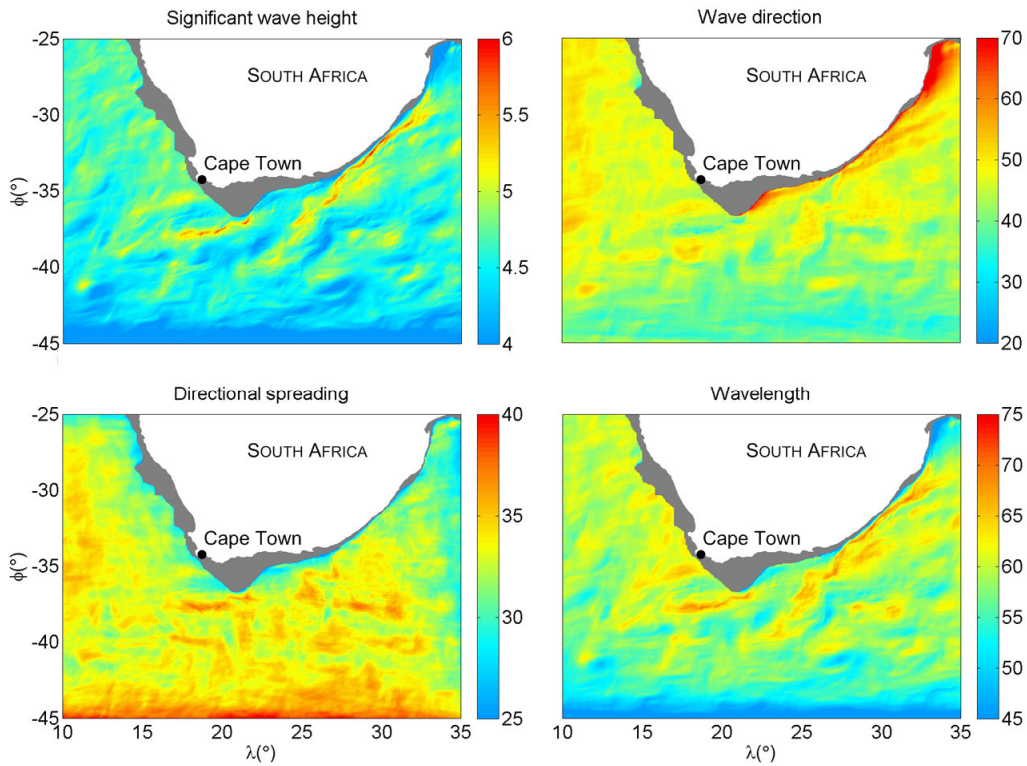 Significant wave height
-25
-30
-35
-40
-45
ϕ(°)
SOUTH AFRICA
Cape Town
6
5.5
5
4.5
4
Wave direction
SOUTH AFRICA
Cape Town
70
60
50
40
30
20
Directional spreading
-25
-30
-35
-40
-45
ϕ(°)
SOUTH AFRICA
Cape Town
10 15 20 25 30 35
λ(°)
40
35
30
25
Wavelength
SOUTH AFRICA
Cape Town
10 15 20 25 30 35
λ(°)
75
70
65
60
55
50
45